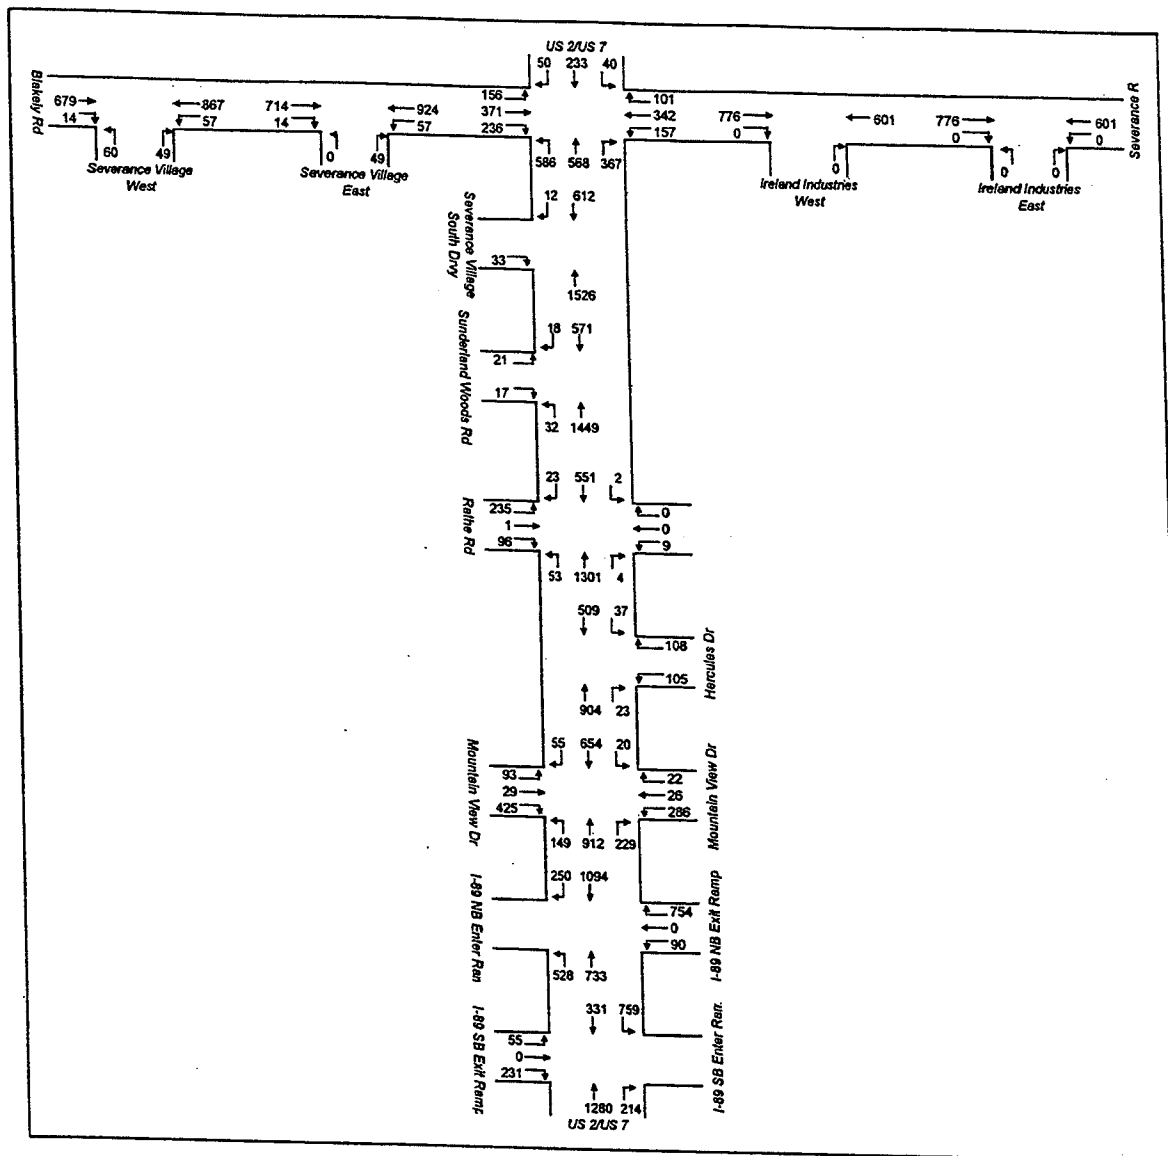 US 2/US 7
50 233 40
Blakely Rd
679 867 714 924 156 101
14 57 14 57 371 342 776 601 776 601
236 157 0 0 0
60 49 0 49 586 568 367 0 0 0
Severance Village West
Severance Village East
Ireland Industries West
Ireland Industries East
Severance R
12 612
Severance Village South Drvy
33
1526
18 571
21
Sunderland Woods Rd
17
32 1449
23 551 2
235 0
1 0
96 9
Rathe Rd
53 1301 4
509 37
108
Hercules Dr
105
904 23
55 654 20
Mountain View Dr
93 22
29 26
425 286
Mountain View Dr
149 912 229
250 1094
754
0
90
I-89 NB Enter Ran
I-89 NB Exit Ramp
528 733
331 759
55
0
231
I-89 SB Exit Ramp
I-89 SB Enter Ran
1280 214
US 2/US 7